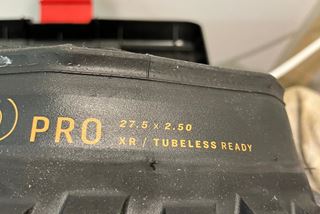 PRO
27.5 x 2.50
XR / TUBELESS READY